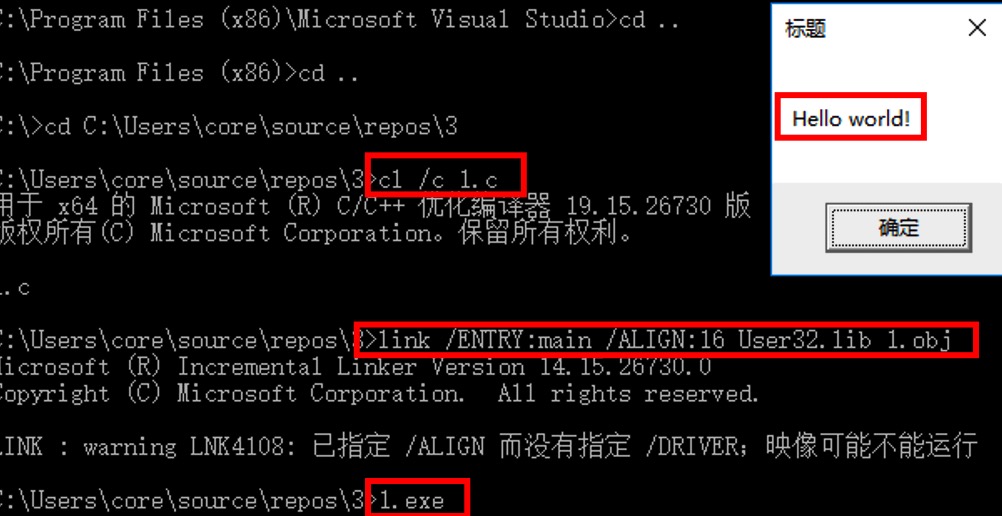 :\Program Files (x86)\Microsoft Visual Studio>cd ..
:\Program Files (x86)>cd ..
:\>cd C:\Users\core\source\repos\3
:\Users\core\source\repos\3>cl /c 1.c
用于 x64 的 Microsoft (R) C/C++ 优化编译器 19.15.26730 版
版权所有(C) Microsoft Corporation。保留所有权利。
1.c
:\Users\core\source\repos\3>link /ENTRY:main /ALIGN:16 User32.lib 1.obj
Microsoft (R) Incremental Linker Version 14.15.26730.0
Copyright (C) Microsoft Corporation.  All rights reserved.
LINK : warning LNK4108: 已指定 /ALIGN 而没有指定 /DRIVER；映像可能不能运行
:\Users\core\source\repos\3>1.exe
标题
Hello world!
确定